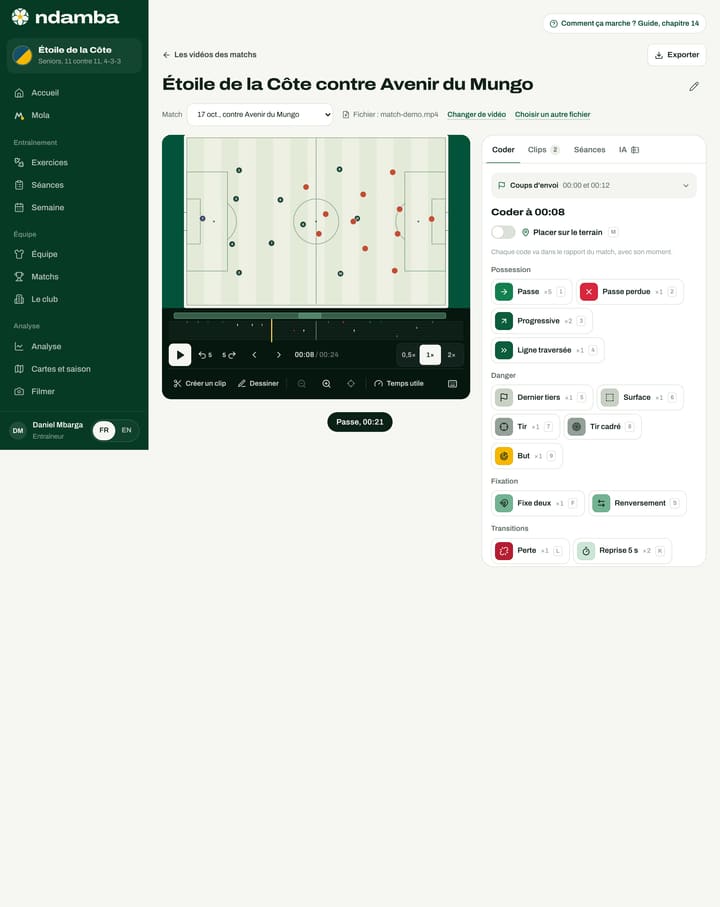 ndamba
Étoile de la Côte
Seniors, 11 contre 11, 4-3-3
Accueil
Mola
Entraînement
Exercices
Séances
Semaine
Équipe
Équipe
Matchs
Le club
Analyse
Analyse
Cartes et saison
Filmer
DM
Daniel Mbarga
Entraîneur
FR EN
Comment ça marche ? Guide, chapitre 14
Les vidéos des matchs
Exporter
Étoile de la Côte contre Avenir du Mungo
Match
17 oct., contre Avenir du Mungo
Fichier : match-demo.mp4
Changer de vidéo
Choisir un autre fichier
5 5
00:08 / 00:24
0,5× 1× 2×
Créer un clip
Dessiner
Temps utile
Passe, 00:21
Coder
Clips 2
Séances
IA
Coups d'envoi 00:00 et 00:12
Coder à 00:08
Placer sur le terrain M
Chaque code va dans le rapport du match, avec son moment.
Possession
Passe ×5 1
Passe perdue ×1 2
Progressive ×2 3
Ligne traversée ×1 4
Danger
Dernier tiers ×1 5
Surface ×1 6
Tir ×1 7
Tir cadré 8
But ×1 9
Fixation
Fixe deux ×1 F
Renversement S
Transitions
Perte ×1 L
Reprise 5 s ×2 K